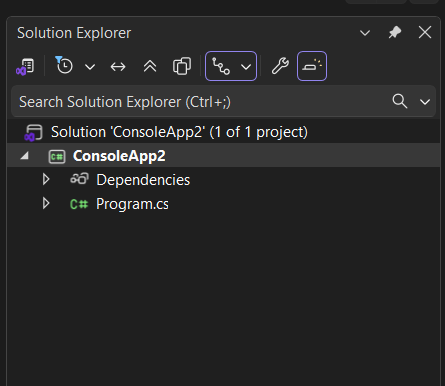 Solution Explorer
Search Solution Explorer (Ctrl+;)
Solution 'ConsoleApp2' (1 of 1 project)
C# ConsoleApp2
Dependencies
C# Program.cs